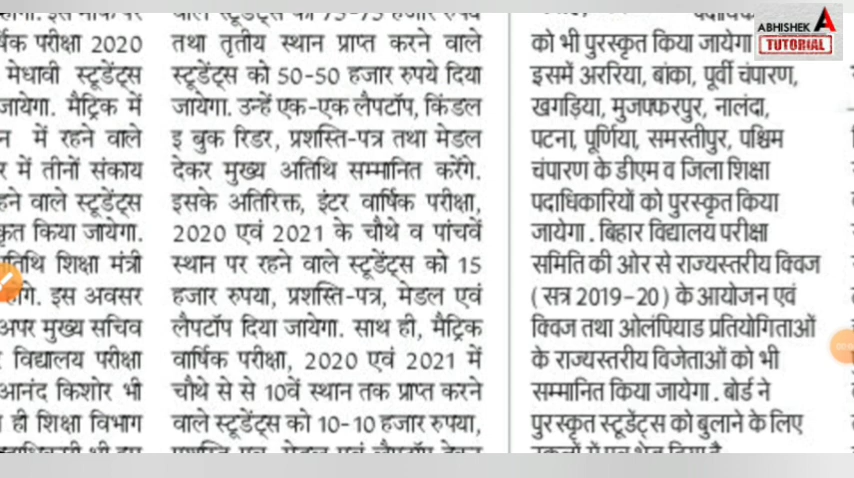 र्षिक परीक्षा 2020
मेधावी स्टूडेंट्स
जायेगा. मैट्रिक में
में रहने वाले
में तीनों संकाय
वाले स्टूडेंट्स
किया जायेगा.
शिक्षा मंत्री
इस अवसर
अपर मुख्य सचिव
विद्यालय परीक्षा
आनंद किशोर भी
ही शिक्षा विभाग
तथा तृतीय स्थान प्राप्त करने वाले
स्टूडेंट्स को 50-50 हजार रुपये दिया
जायेगा. उन्हें एक-एक लैपटॉप, किंडल
इ बुक रिडर, प्रशस्ति-पत्र तथा मेडल
देकर मुख्य अतिथि सम्मानित करेंगे.
इसके अतिरिक्त, इंटर वार्षिक परीक्षा,
2020 एवं 2021 के चौथे व पांचवें
स्थान पर रहने वाले स्टूडेंट्स को 15
हजार रुपया, प्रशस्ति-पत्र, मेडल एवं
लैपटॉप दिया जायेगा. साथ ही, मैट्रिक
वार्षिक परीक्षा, 2020 एवं 2021 में
चौथे से से 10वें स्थान तक प्राप्त करने
वाले स्टूडेंट्स को 10-10 हजार रुपया,
को भी पुरस्कृत किया जायेगा
इसमें अररिया, बांका, पूर्वी चंपारण,
खगड़िया, मुजफ्फरपुर, नालंदा,
पटना, पूर्णिया, समस्तीपुर, पश्चिम
चंपारण के डीएम व जिला शिक्षा
पदाधिकारियों को पुरस्कृत किया
जायेगा . बिहार विद्यालय परीक्षा
समिति की ओर से राज्यस्तरीय क्विज
( सत्र 2019-20) के आयोजन एवं
क्विज तथा ओलंपियाड प्रतियोगिताओं
के राज्यस्तरीय विजेताओं को भी
सम्मानित किया जायेगा . बोर्ड ने
पुरस्कृत स्टूडेंट्स को बुलाने के लिए
ABHISHEK
TUTORIAL